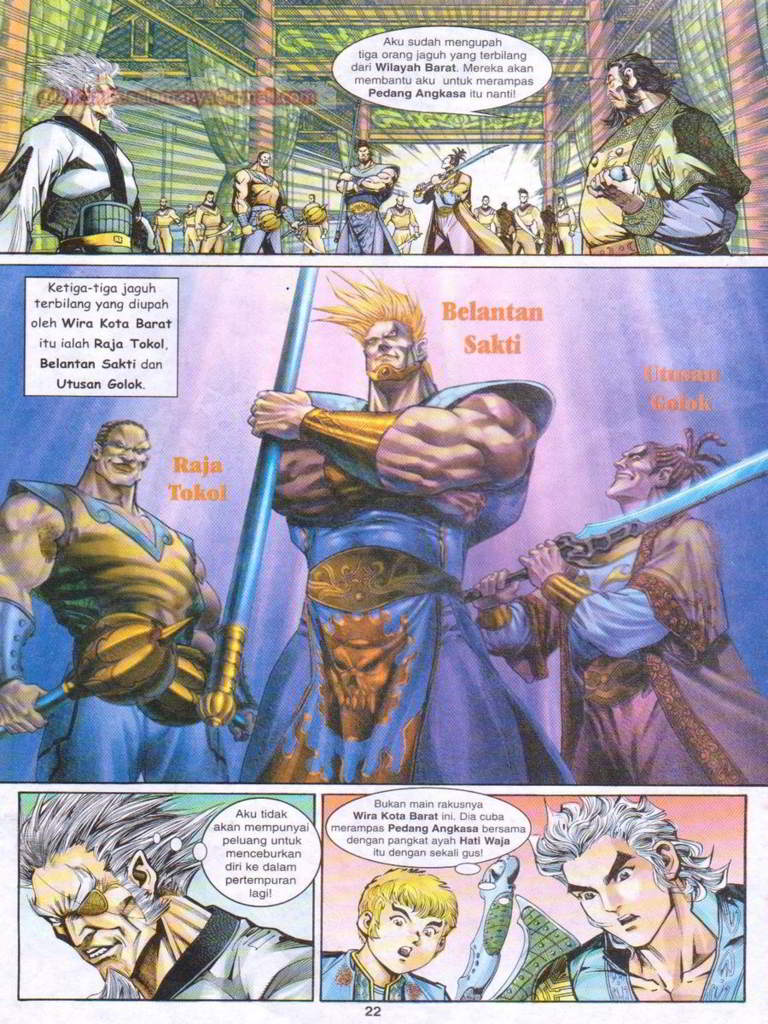 Aku sudah mengupah
tiga orang jaguh yang terbilang
dari Wilayah Barat. Mereka akan
membantu aku untuk merampas
Pedang Angkasa itu nanti!
Ketiga-tiga jaguh
terbilang yang diupah
oleh Wira Kota Barat
itu ialah Raja Tokol,
Belantan Sakti dan
Utusan Golok.
Belantan
Sakti
Utusan
Golok
Raja
Tokol
Aku tidak
akan mempunyai
peluang untuk
menceburkan
diri ke dalam
pertempuran
lagi!
Bukan main rakusnya
Wira Kota Barat ini. Dia cuba
merampas Pedang Angkasa bersama
dengan pangkat ayah Hati Waja
itu dengan sekali gus!
22